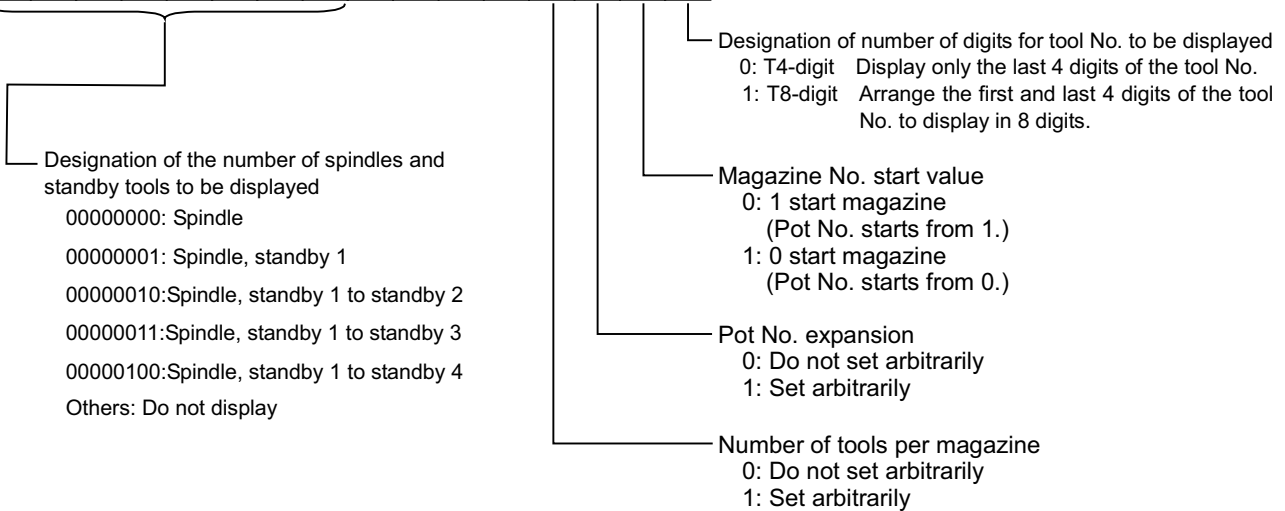 Designation of number of digits for tool No. to be displayed
0: T4-digit Display only the last 4 digits of the tool No.
1: T8-digit Arrange the first and last 4 digits of the tool
No. to display in 8 digits.
Designation of the number of spindles and
standby tools to be displayed
00000000: Spindle
00000001: Spindle, standby 1
00000010:Spindle, standby 1 to standby 2
00000011:Spindle, standby 1 to standby 3
00000100:Spindle, standby 1 to standby 4
Others: Do not display
Magazine No. start value
0: 1 start magazine
(Pot No. starts from 1.)
1: 0 start magazine
(Pot No. starts from 0.)
Pot No. expansion
0: Do not set arbitrarily
1: Set arbitrarily
Number of tools per magazine
0: Do not set arbitrarily
1: Set arbitrarily